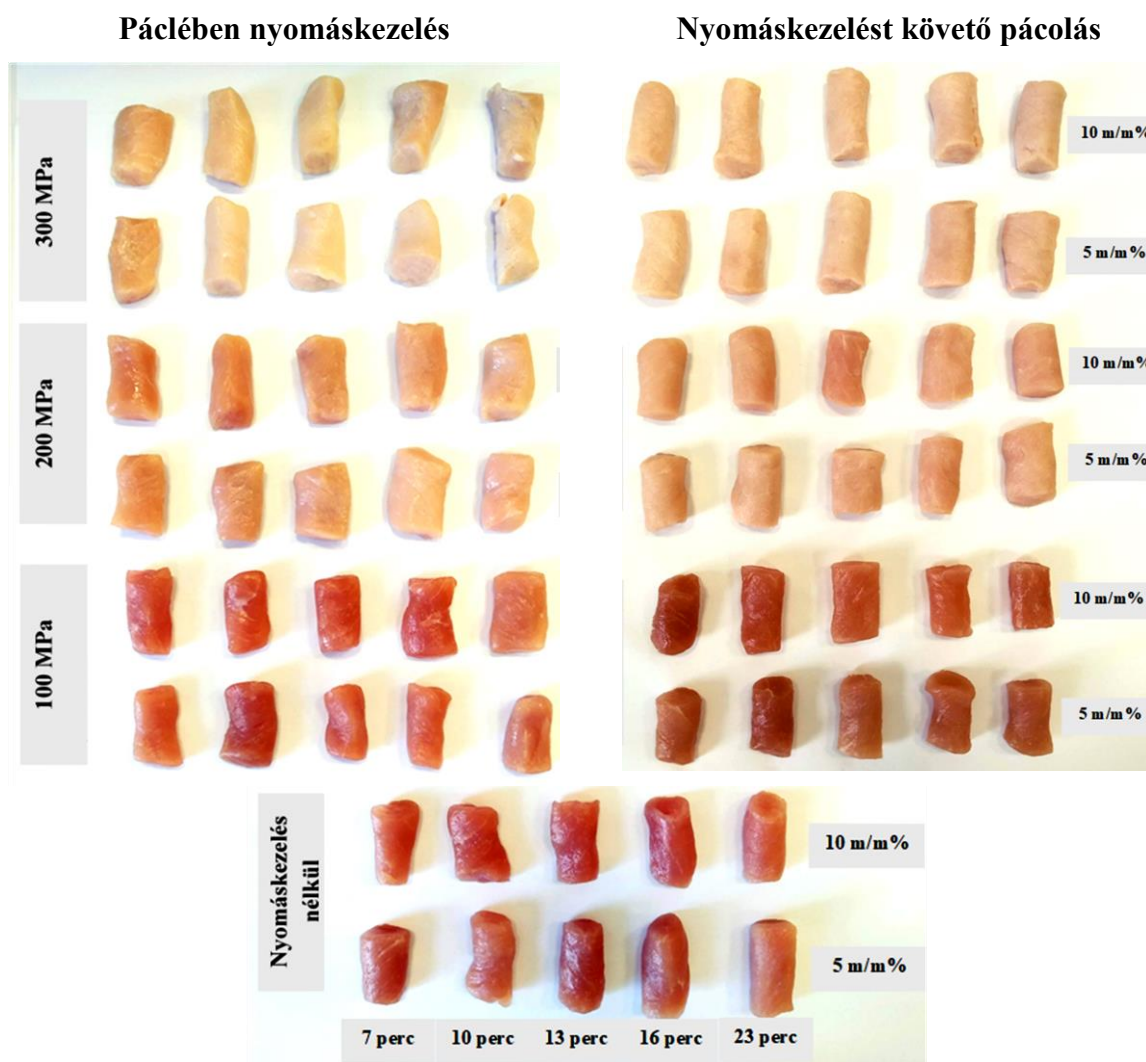 Páclében nyomáskezelés
Nyomáskezelést követő pácolás
300 MPa
10 m/m%
5 m/m%
200 MPa
10 m/m%
5 m/m%
100 MPa
10 m/m%
5 m/m%
Nyomáskezelés
nélkül
10 m/m%
5 m/m%
7 perc
10 perc
13 perc
16 perc
23 perc